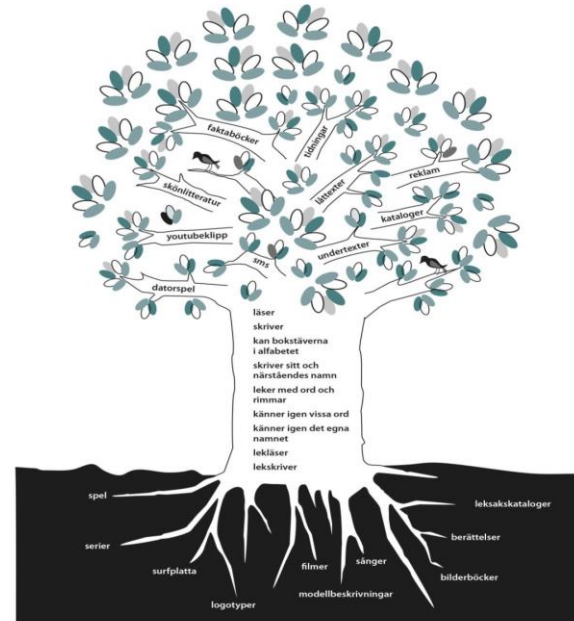 faktaböcker
tidningar
skönlitteratur
låttexter
reklam
kataloger
youtubeklipp
sms
undertexter
datorspel
läser
skriver
kan bokstäverna
i alfabetet
skriver sitt och
närståendes namn
leker med ord och
rimmar
känner igen vissa ord
känner igen det egna
namnet
lekläser
lekskriver
spel
leksakskataloger
serier
berättelser
surfplatta
filmer
sånger
bilderböcker
modellbeskrivningar
logotyper